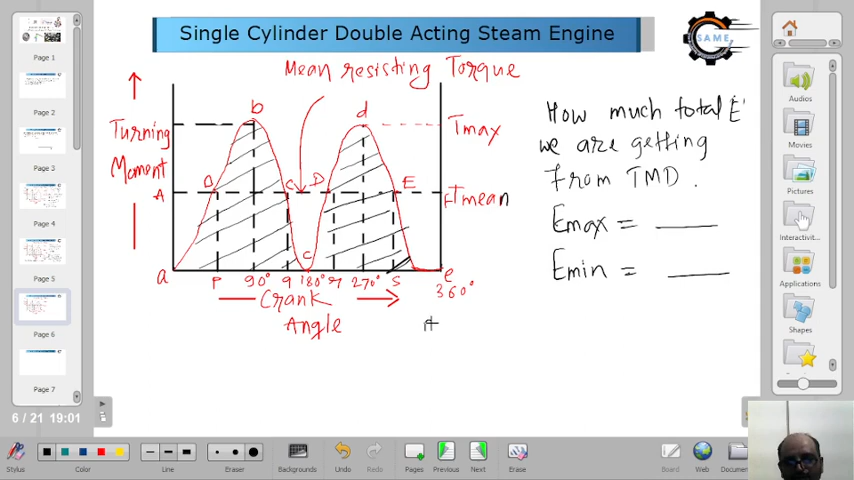 Single Cylinder Double Acting Steam Engine
SAME
Mean resisting Torque
Turning
Moment
b
d
Tmax
A
B
C
D
E
F
Tmean
a
P
90°
q
c
180°
r
270°
s
e
360°
Crank
Angle
How much total E'
we are getting
From TMD.
Emax =
Emin =
Page 1
Page 2
Page 3
Page 4
Page 5
Page 6
Page 7
6 / 21 19:01
Audios
Movies
Pictures
Interactivit...
Applications
Shapes
Stylus
Color
Line
Eraser
Backgrounds
Undo
Redo
Pages
Previous
Next
Erase
Board
Web
Documen